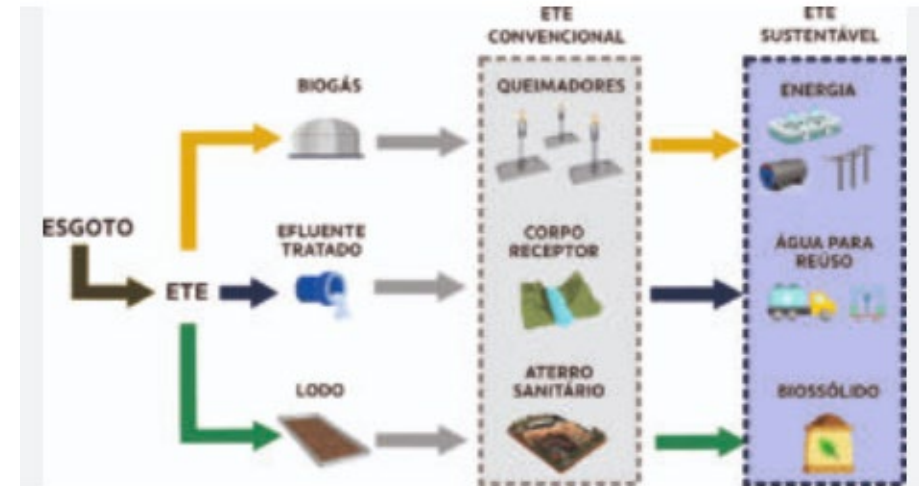 ETE
CONVENCIONAL
ETE
SUSTENTÁVEL
BIOGÁS
QUEIMADORES
ENERGIA
ESGOTO
ETE
EFLUENTE
TRATADO
CORPO
RECEPTOR
ÁGUA PARA
REÚSO
LODO
ATERRO
SANITÁRIO
BIOSSÓLIDO